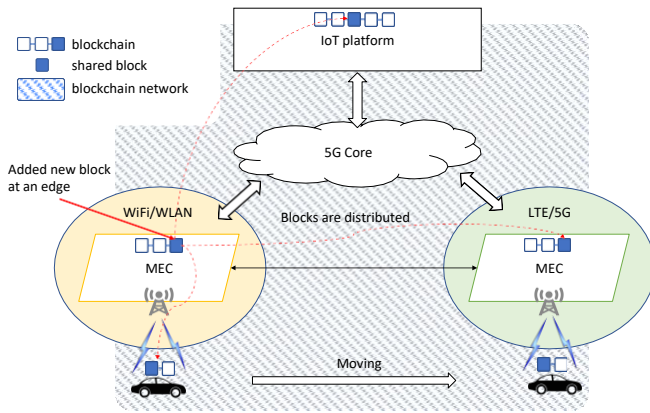 blockchain
shared block
blockchain network
IoT platform
5G Core
Added new block
at an edge
WiFi/WLAN
Blocks are distributed
LTE/5G
MEC
MEC
Moving